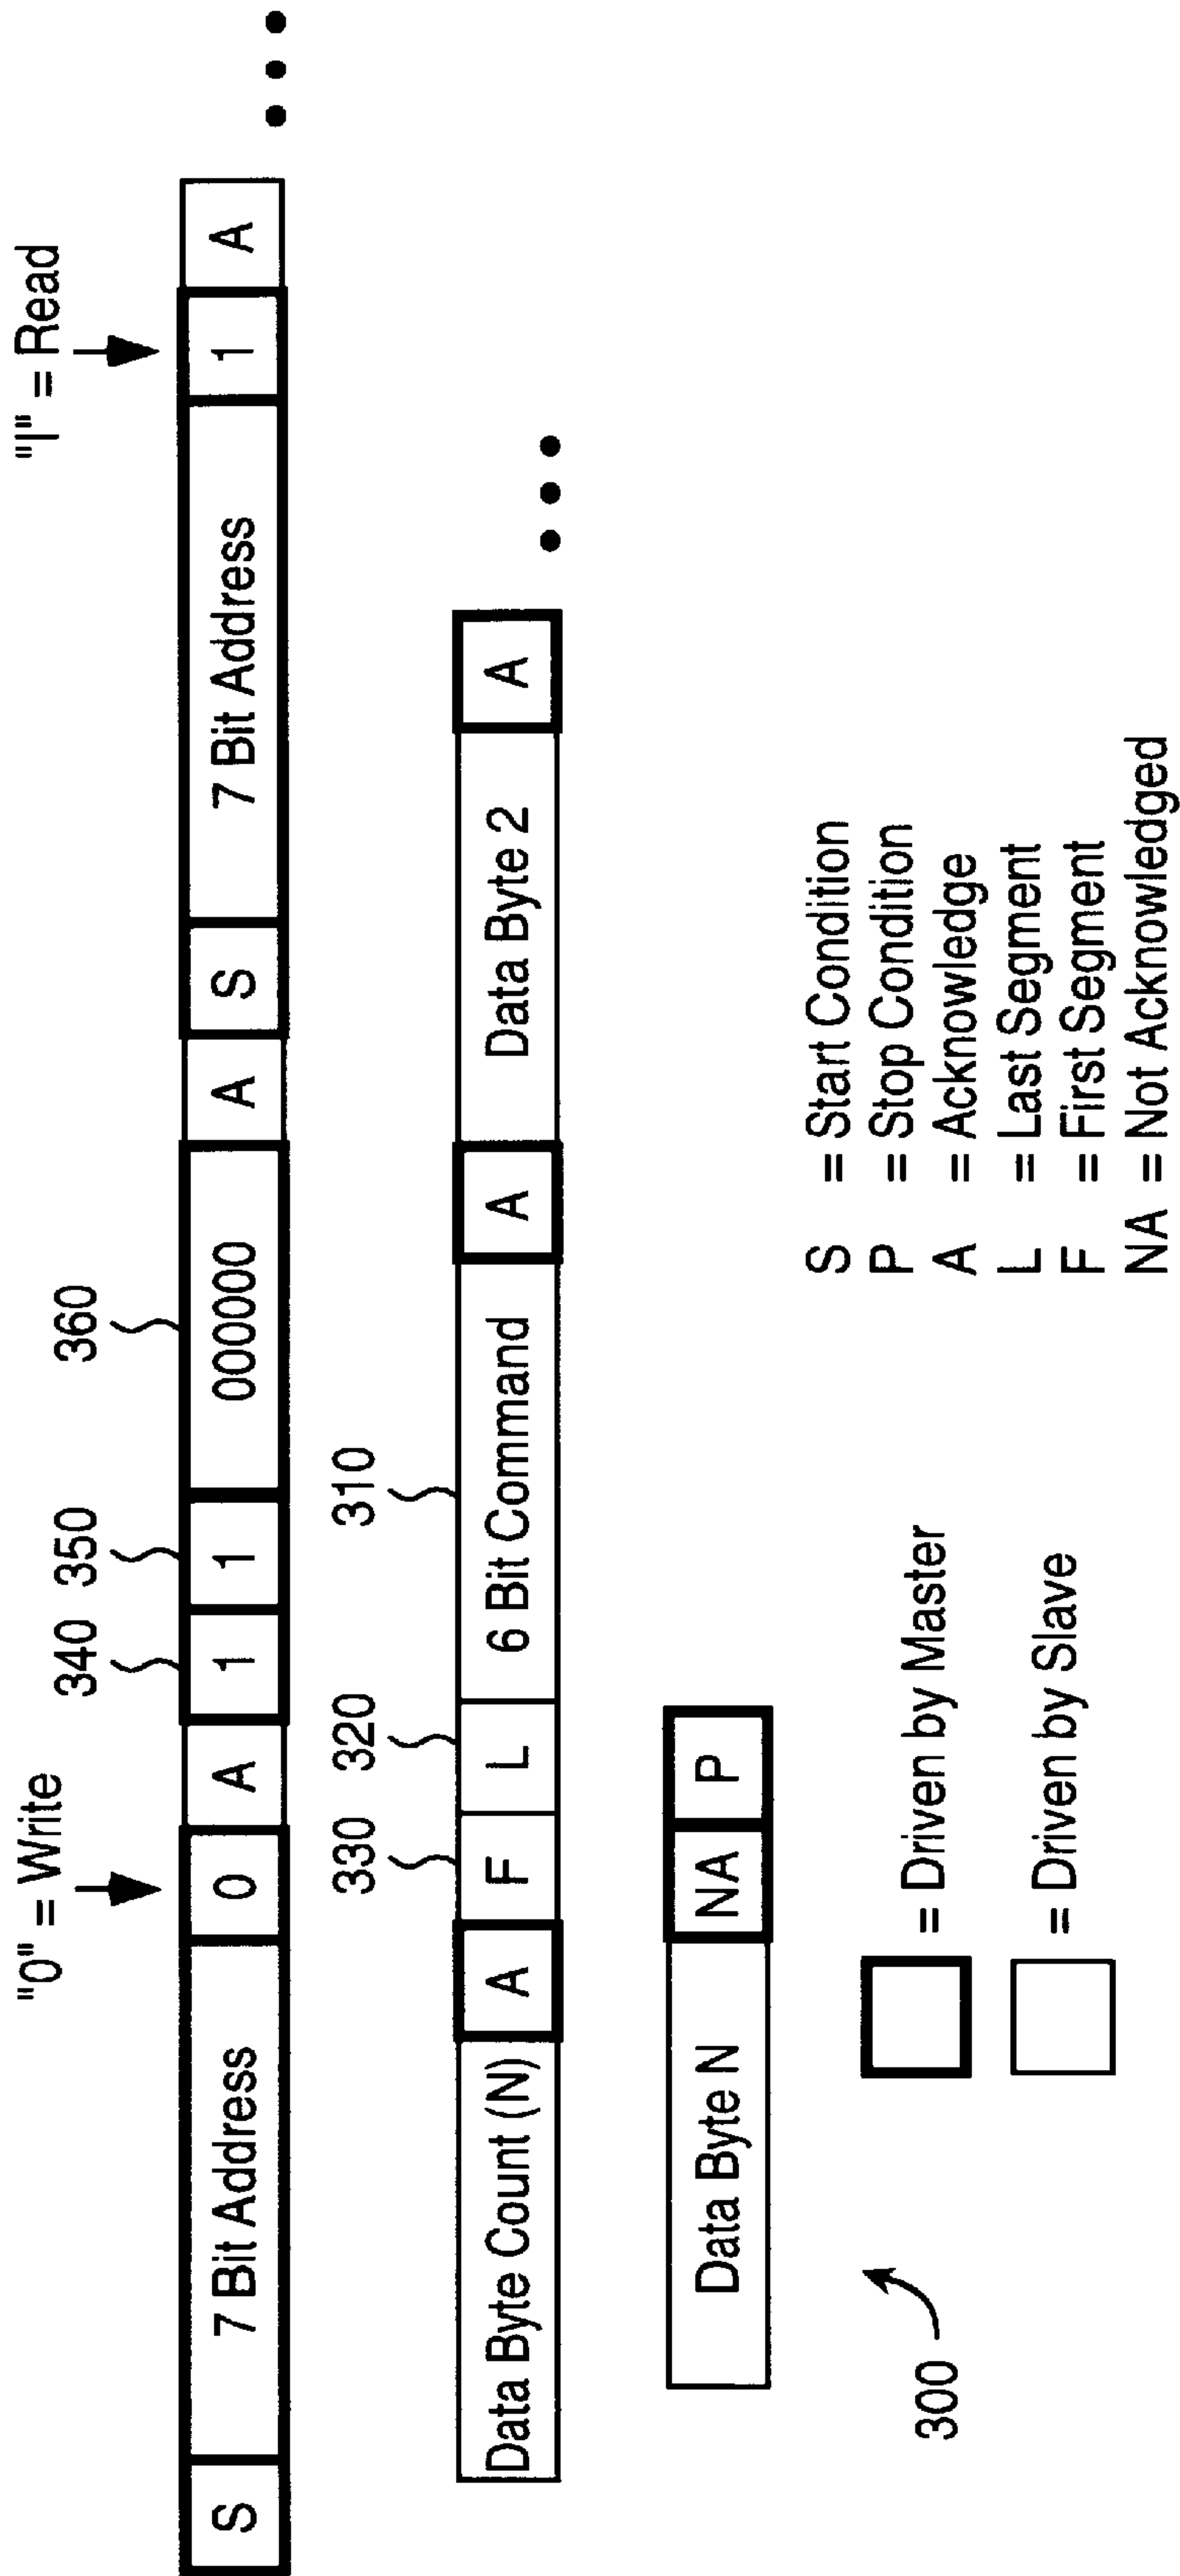 "0" = Write
"|" = Read
340 350 360
S 7 Bit Address 0 A 1 1 000000 A S 7 Bit Address 1 A
330 320 310
Data Byte Count (N) A F L 6 Bit Command A Data Byte 2 A
Data Byte N NA P
300
= Driven by Master
= Driven by Slave
S = Start Condition
P = Stop Condition
A = Acknowledge
L = Last Segment
F = First Segment
NA = Not Acknowledged